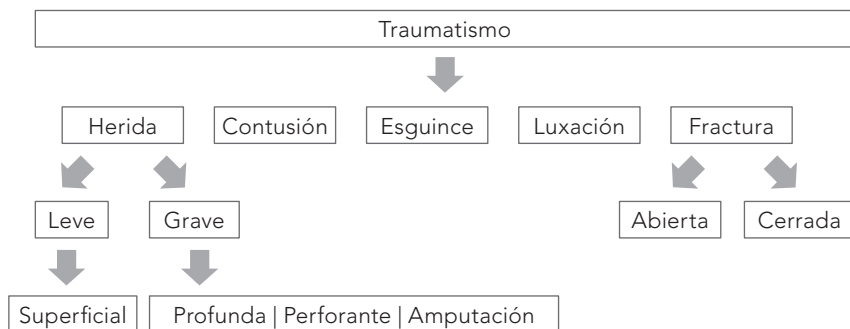 Traumatismo
Herida Contusión Esguince Luxación Fractura
Leve Grave Abierta Cerrada
Superficial Profunda | Perforante | Amputación